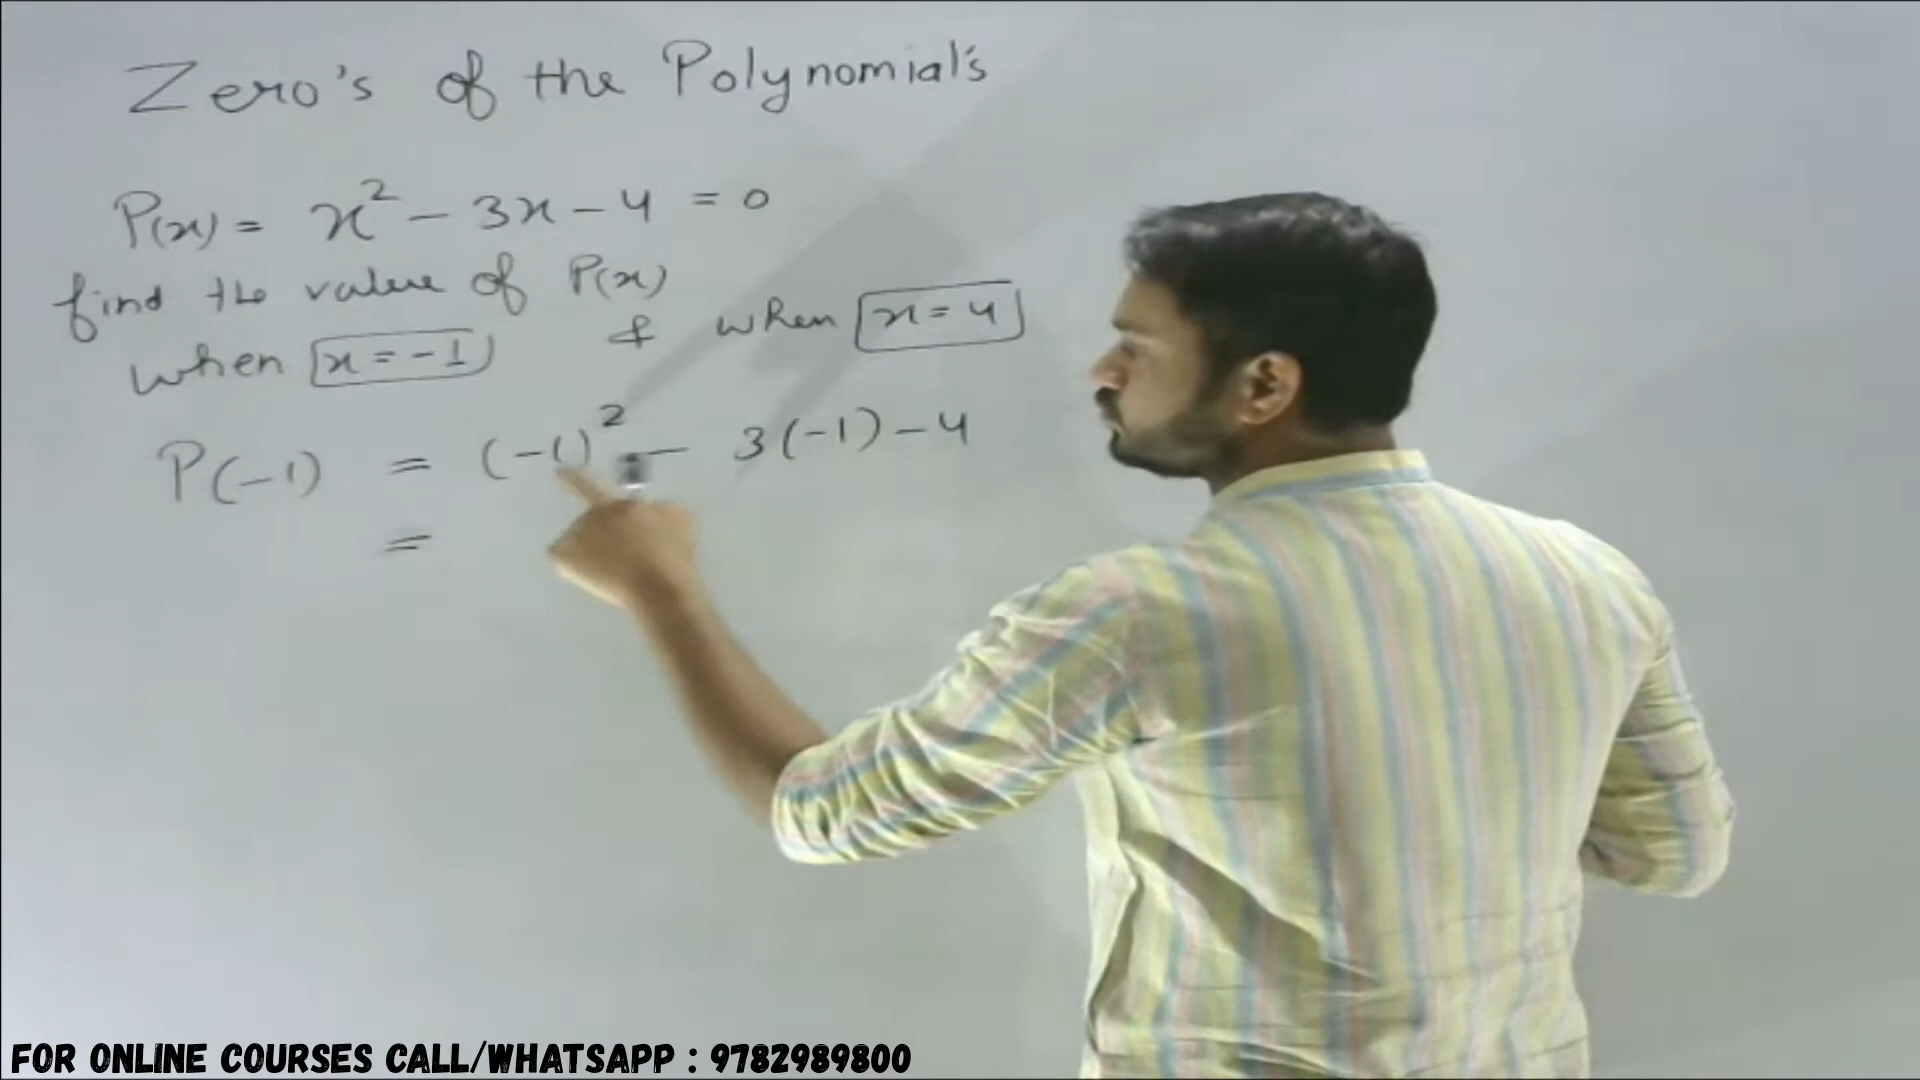 Zero's of the Polynomial's
P(x) = x² - 3x - 4 = 0
find the value of P(x)
when x = -1 & when x = 4
P(-1) = (-1)² - 3(-1) - 4
=
FOR ONLINE COURSES CALL/WHATSAPP : 9782989800